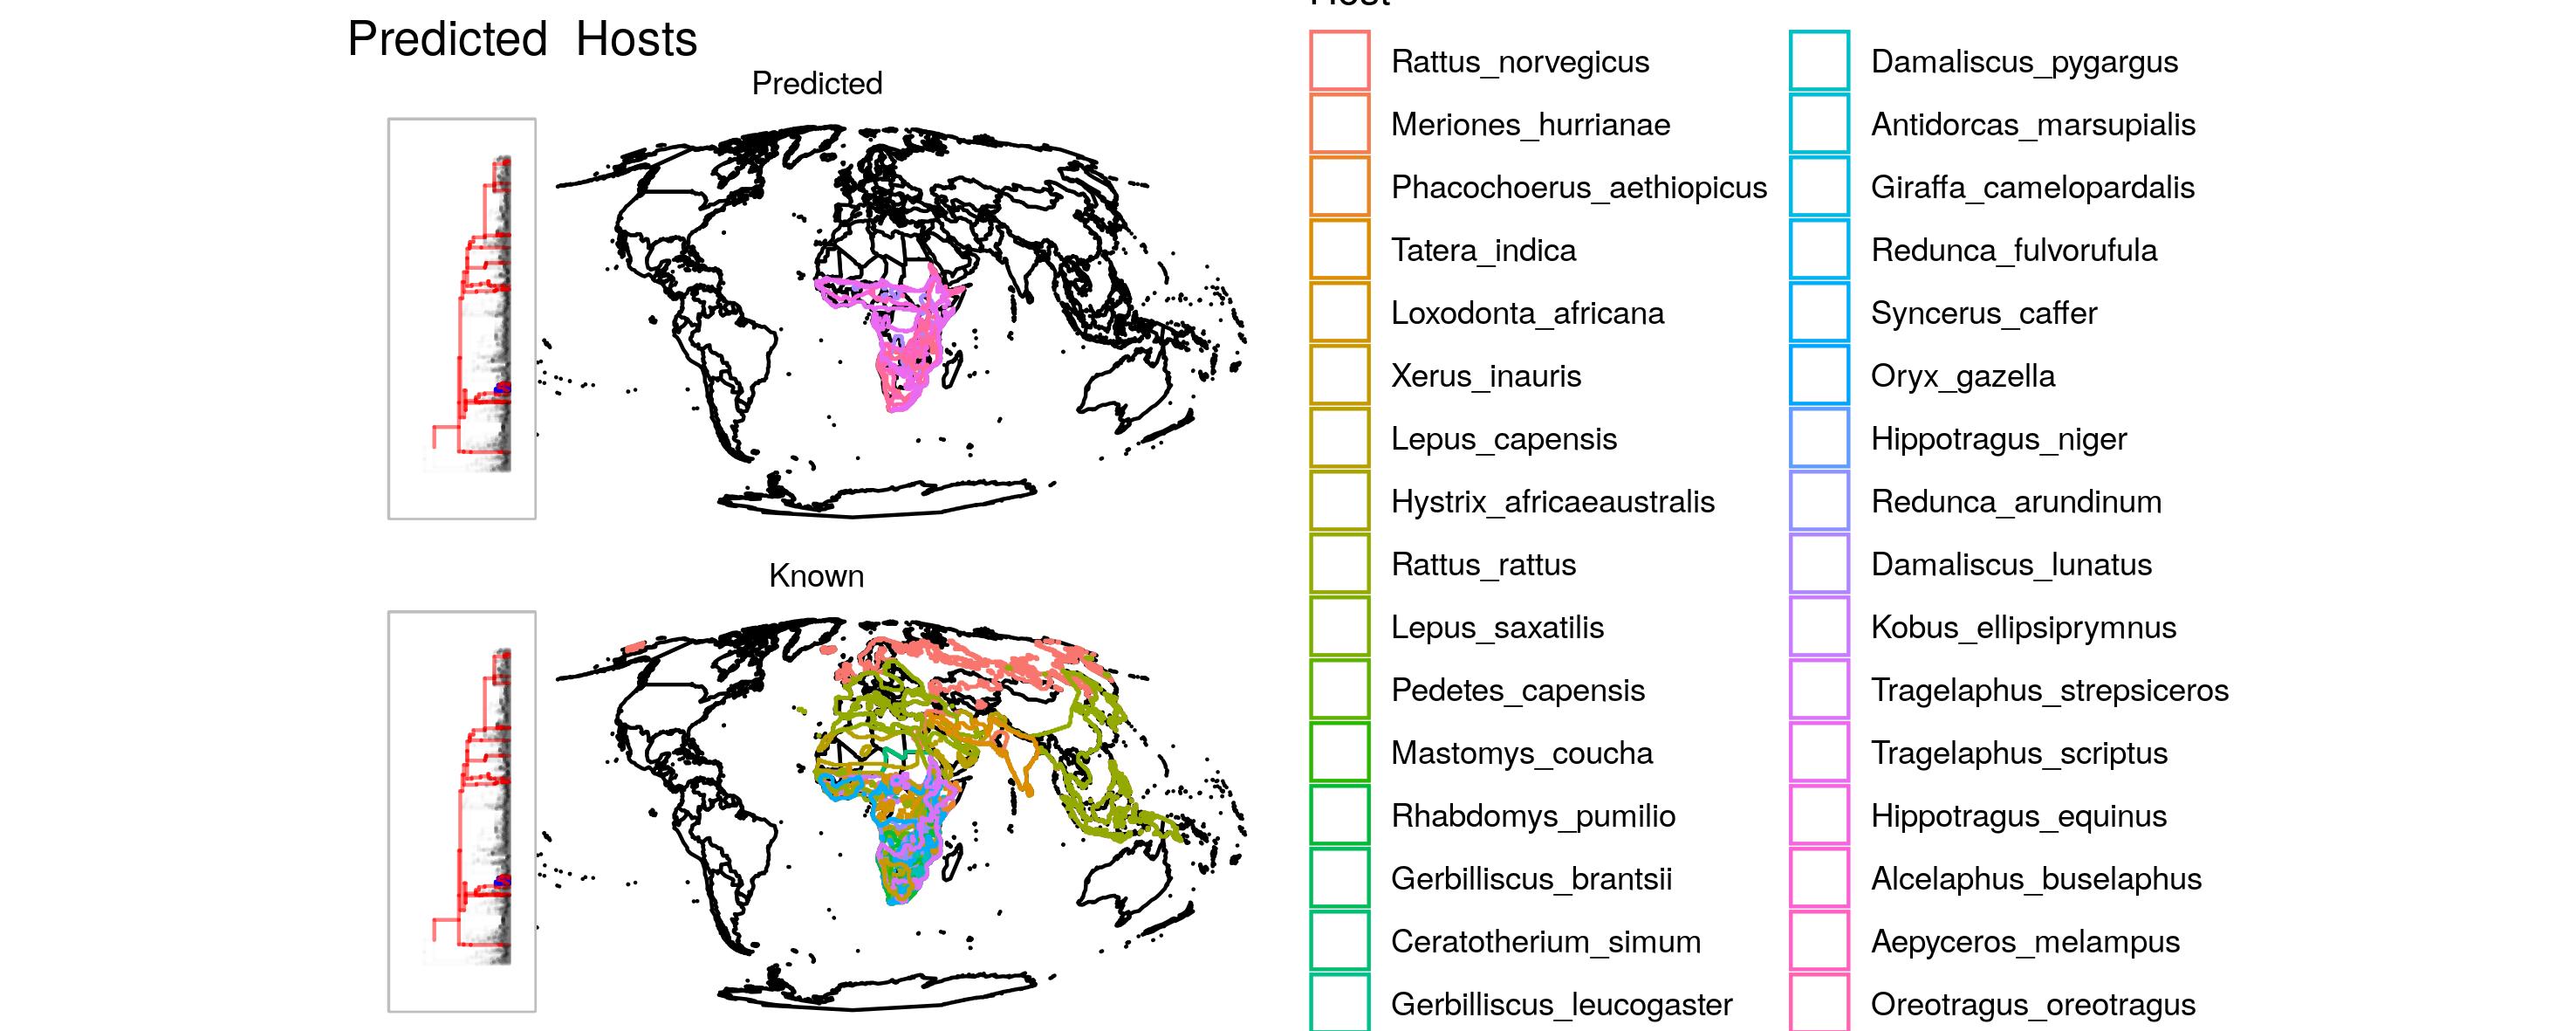 Predicted Hosts
Predicted
Known
Host
Rattus_norvegicus
Meriones_hurrianae
Phacochoerus_aethiopicus
Tatera_indica
Loxodonta_africana
Xerus_inauris
Lepus_capensis
Hystrix_africaeaustralis
Rattus_rattus
Lepus_saxatilis
Pedetes_capensis
Mastomys_coucha
Rhabdomys_pumilio
Gerbilliscus_brantsii
Ceratotherium_simum
Gerbilliscus_leucogaster
Damaliscus_pygargus
Antidorcas_marsupialis
Giraffa_camelopardalis
Redunca_fulvorufula
Syncerus_caffer
Oryx_gazella
Hippotragus_niger
Redunca_arundinum
Damaliscus_lunatus
Kobus_ellipsiprymnus
Tragelaphus_strepsiceros
Tragelaphus_scriptus
Hippotragus_equinus
Alcelaphus_buselaphus
Aepyceros_melampus
Oreotragus_oreotragus